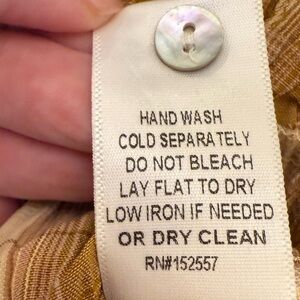 HAND WASH
COLD SEPARATELY
DO NOT BLEACH
LAY FLAT TO DRY
LOW IRON IF NEEDED
OR DRY CLEAN
RN#152557